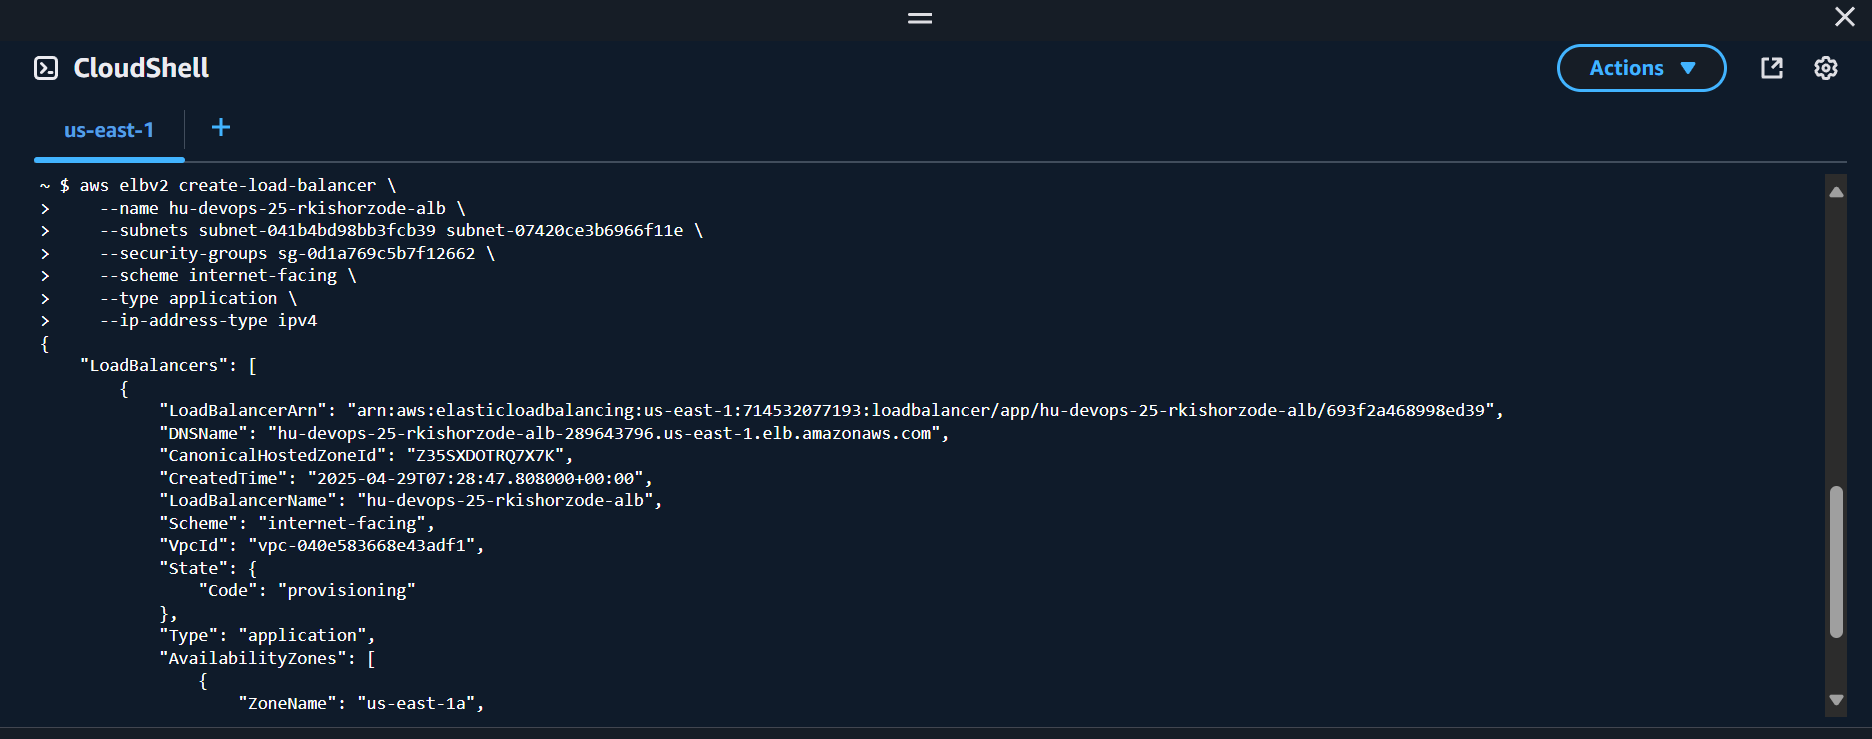 CloudShell
Actions
us-east-1
+
~ $ aws elbv2 create-load-balancer \
>     --name hu-devops-25-rkishorzode-alb \
>     --subnets subnet-041b4bd98bb3fcb39 subnet-07420ce3b6966f11e \
>     --security-groups sg-0d1a769c5b7f12662 \
>     --scheme internet-facing \
>     --type application \
>     --ip-address-type ipv4
{
    "LoadBalancers": [
        {
            "LoadBalancerArn": "arn:aws:elasticloadbalancing:us-east-1:714532077193:loadbalancer/app/hu-devops-25-rkishorzode-alb/693f2a468998ed39",
            "DNSName": "hu-devops-25-rkishorzode-alb-289643796.us-east-1.elb.amazonaws.com",
            "CanonicalHostedZoneId": "Z35SXDOTRQ7X7K",
            "CreatedTime": "2025-04-29T07:28:47.808000+00:00",
            "LoadBalancerName": "hu-devops-25-rkishorzode-alb",
            "Scheme": "internet-facing",
            "VpcId": "vpc-040e583668e43adf1",
            "State": {
                "Code": "provisioning"
            },
            "Type": "application",
            "AvailabilityZones": [
                {
                    "ZoneName": "us-east-1a",